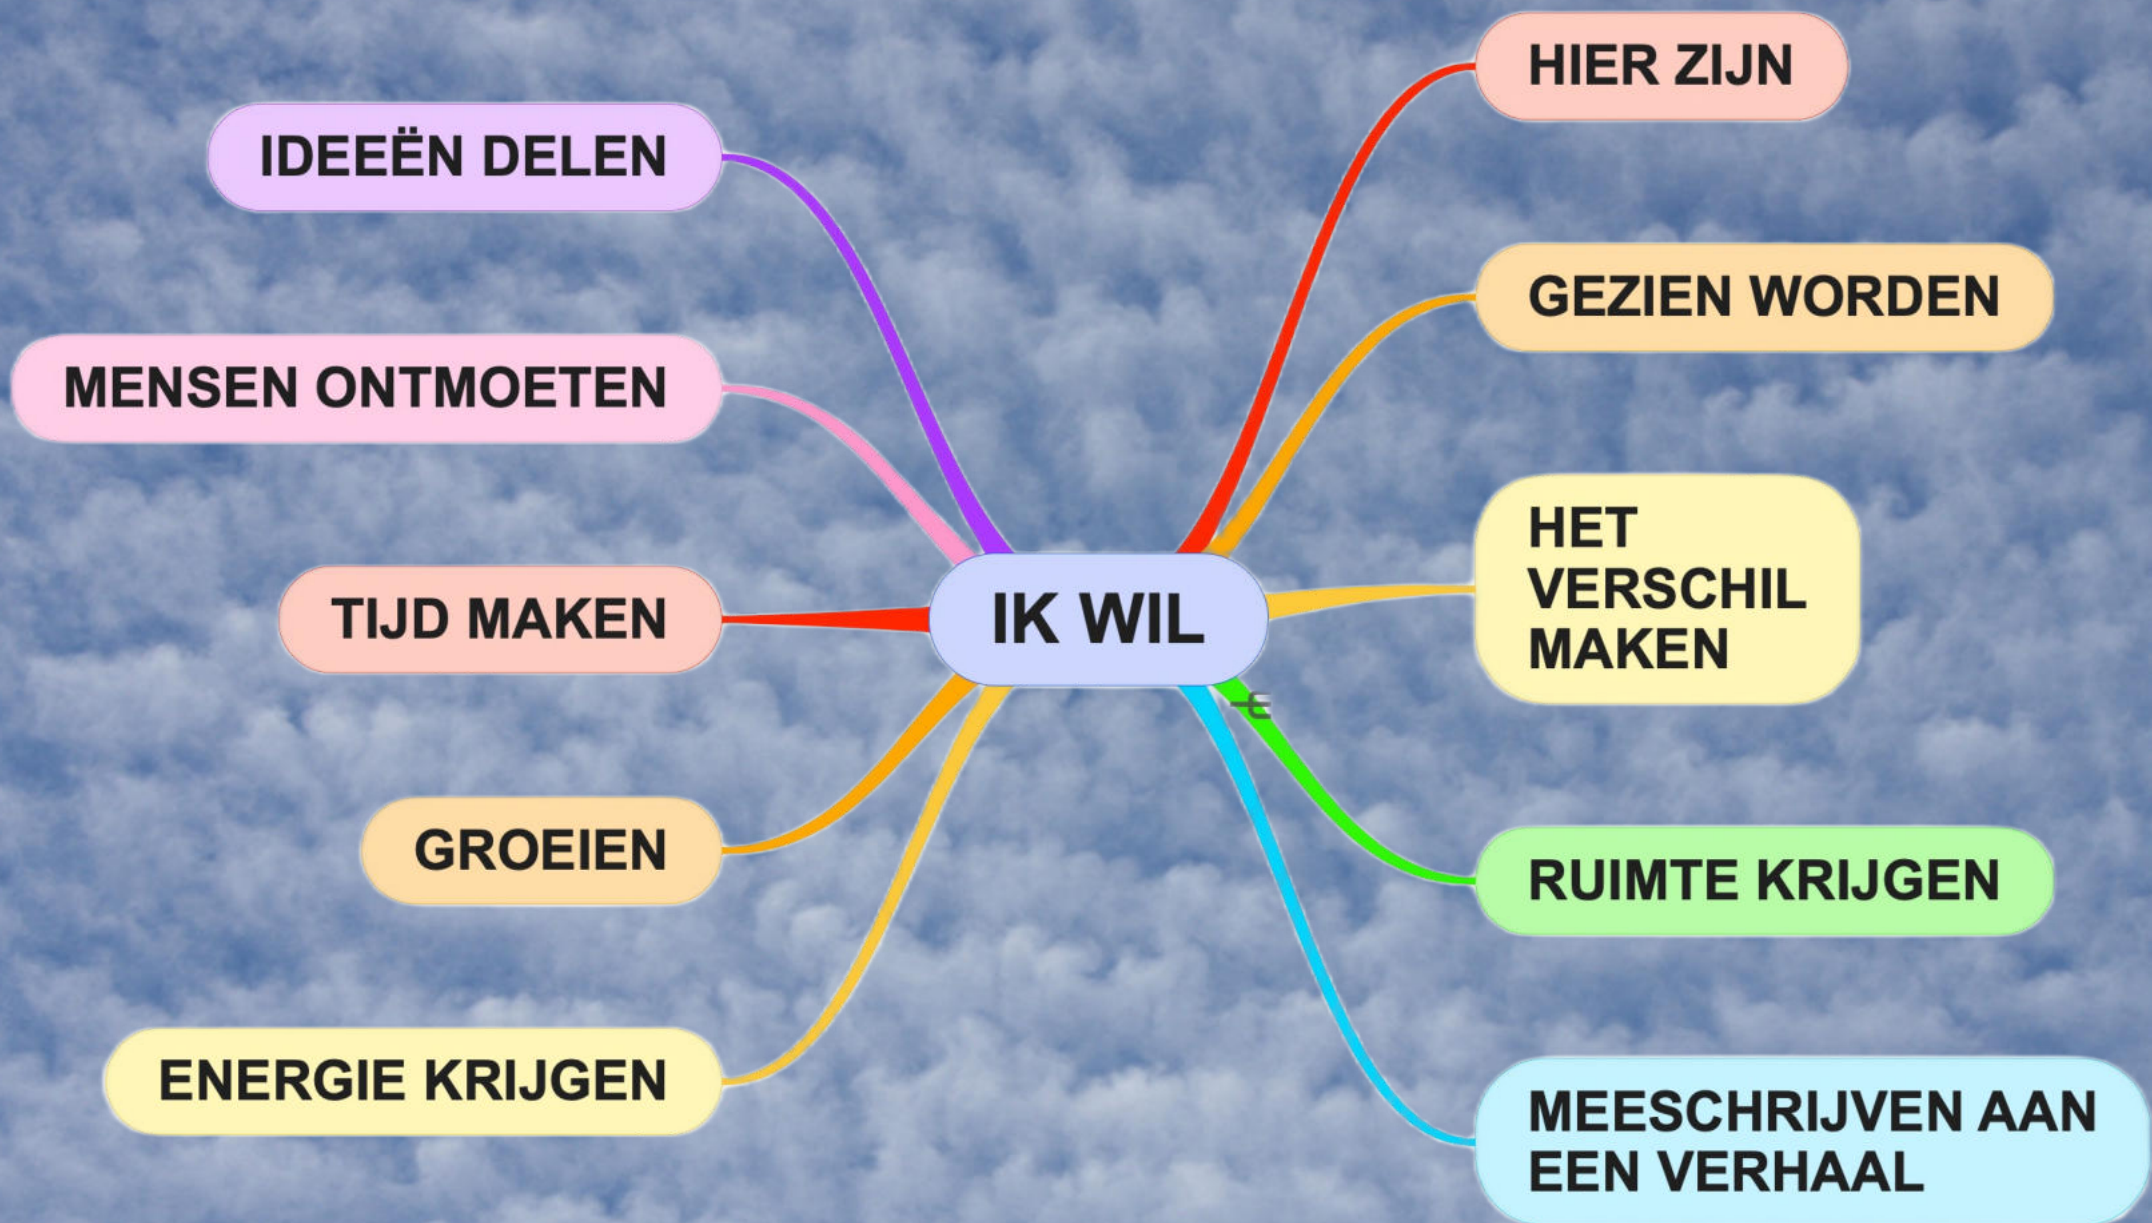 IDEEËN DELEN
MENSEN ONTMOETEN
TIJD MAKEN
GROEIEN
ENERGIE KRIJGEN
IK WIL
HIER ZIJN
GEZIEN WORDEN
HET
VERSCHIL
MAKEN
RUIMTE KRIJGEN
MEESCHRIJVEN AAN
EEN VERHAAL